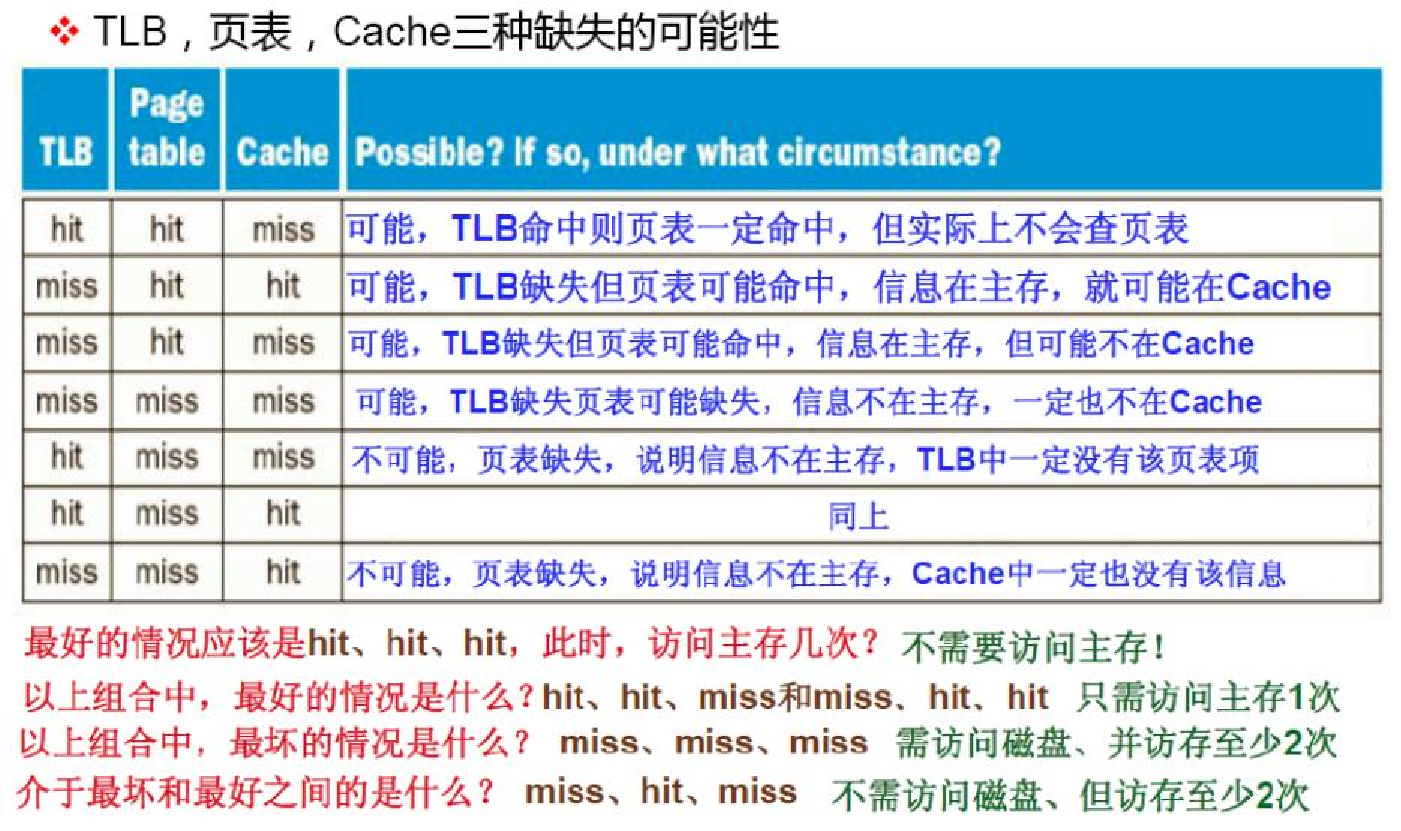 TLB，页表，Cache三种缺失的可能性
TLB Page table Cache Possible? If so, under what circumstance?
hit hit miss 可能，TLB命中则页表一定命中，但实际上不会查页表
miss hit hit 可能，TLB缺失但页表可能命中，信息在主存，就可能在Cache
miss hit miss 可能，TLB缺失但页表可能命中，信息在主存，但可能不在Cache
miss miss miss 可能，TLB缺失页表可能缺失，信息不在主存，一定也不在Cache
hit miss miss 不可能，页表缺失，说明信息不在主存，TLB中一定没有该页表项
hit miss hit 同上
miss miss hit 不可能，页表缺失，说明信息不在主存，Cache中一定也没有该信息
最好的情况应该是hit、hit、hit，此时，访问主存几次？ 不需要访问主存！
以上组合中，最好的情况是什么？hit、hit、miss和miss、hit、hit 只需访问主存1次
以上组合中，最坏的情况是什么？ miss、miss、miss 需访问磁盘、并访存至少2次
介于最坏和最好之间的是什么？ miss、hit、miss 不需访问磁盘、但访存至少2次